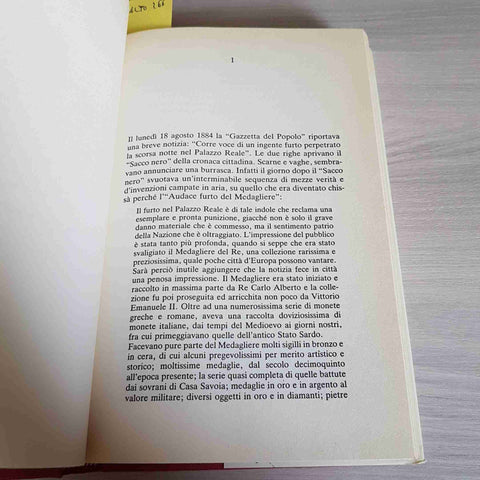 1
Il lunedì 18 agosto 1884 la "Gazzetta del Popolo" riportava
una breve notizia: "Corre voce di un ingente furto perpetrato
la scorsa notte nel Palazzo Reale". Le due righe aprivano il
"Sacco nero" della cronaca cittadina. Scarne e vaghe, sembra-
vano annunciare una burrasca. Infatti il giorno dopo il "Sacco
nero" svuotava un'interminabile sequenza di mezze verità e
d'invenzioni campate in aria, su quello che era diventato chis-
sà perché l'"Audace furto del Medagliere":
Il furto nel Palazzo Reale è di tale indole che reclama una
esemplare e pronta punizione, giacché non è solo il grave
danno materiale che è commesso, ma il sentimento patrio
della Nazione che è oltraggiato. L'impressione del pubblico
è stata tanto più profonda, quando si seppe che era stato
svaligiato il Medagliere del Re, una collezione rarissima e
preziosissima, quale poche città d'Europa possono vantare.
Sarà perciò inutile aggiungere che la notizia fece in città
una penosa impressione. Il Medagliere era stato iniziato e
raccolto in massima parte da Re Carlo Alberto e la colle-
zione fu poi proseguita ed arricchita non poco da Vittorio
Emanuele II. Oltre ad una numerosissima serie di monete
greche e romane, aveva una raccolta doviziosissima di
monete italiane, dai tempi del Medioevo ai giorni nostri,
fra cui primeggiavano quelle dell'antico Stato Sardo.
Facevano pure parte del Medagliere molti sigilli in bronzo e
in cera, di cui alcuni pregevolissimi per merito artistico e
storico; moltissime medaglie, dal secolo decimoquinto
all'epoca presente; la serie quasi completa di quelle battute
dai sovrani di Casa Savoia; medaglie in oro e in argento al
valore militare; diversi oggetti in oro e in diamanti; pietre